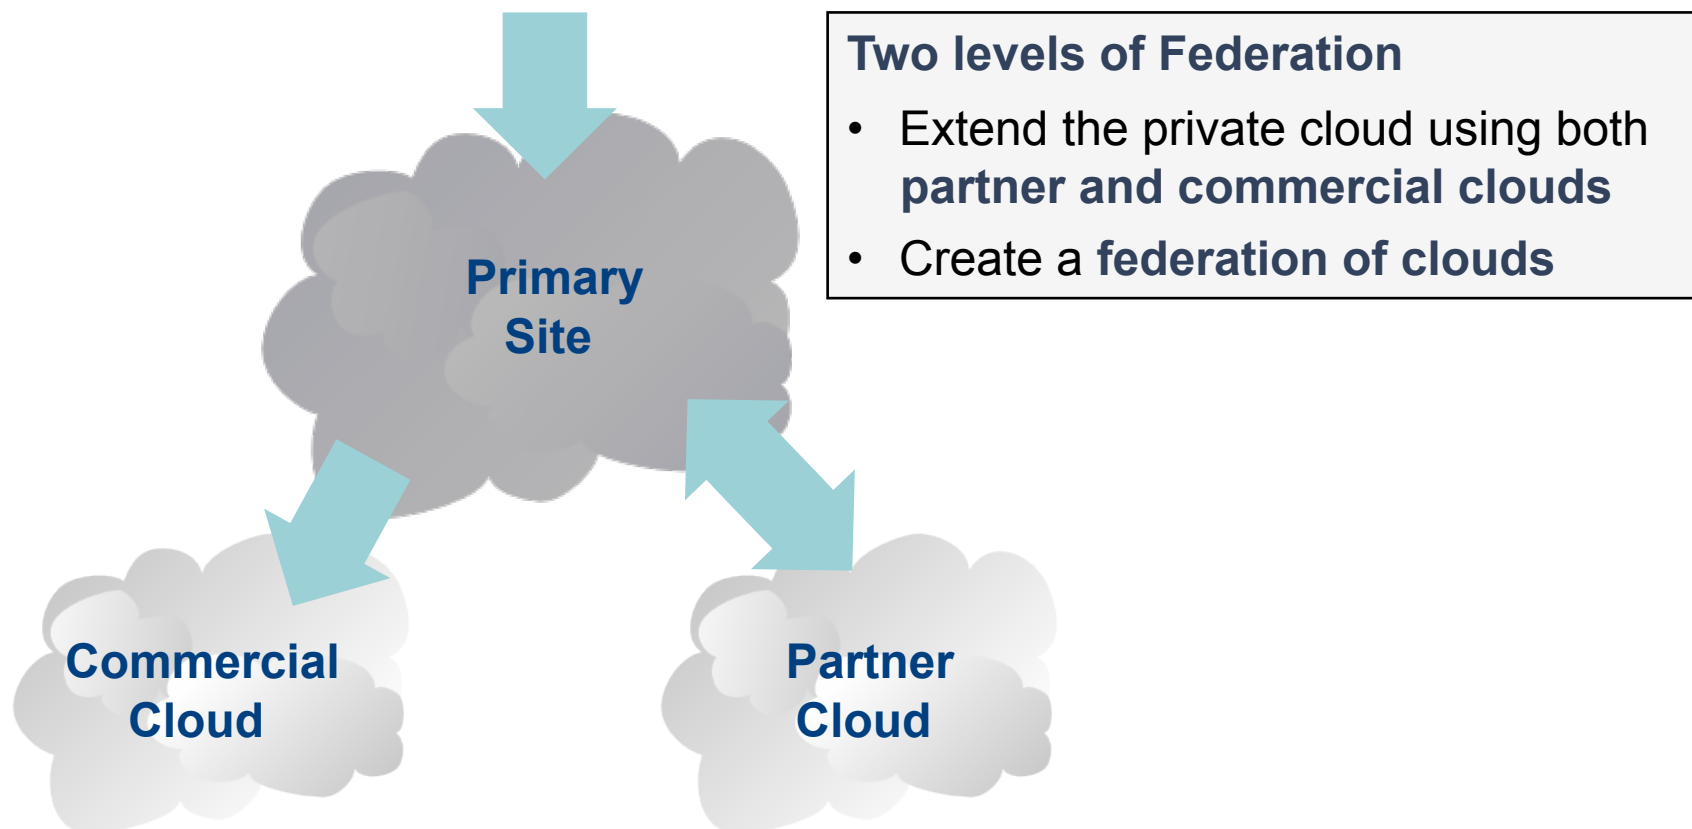 Two levels of Federation
• Extend the private cloud using both
partner and commercial clouds
• Create a federation of clouds
Primary
Site
Commercial
Cloud
Partner
Cloud